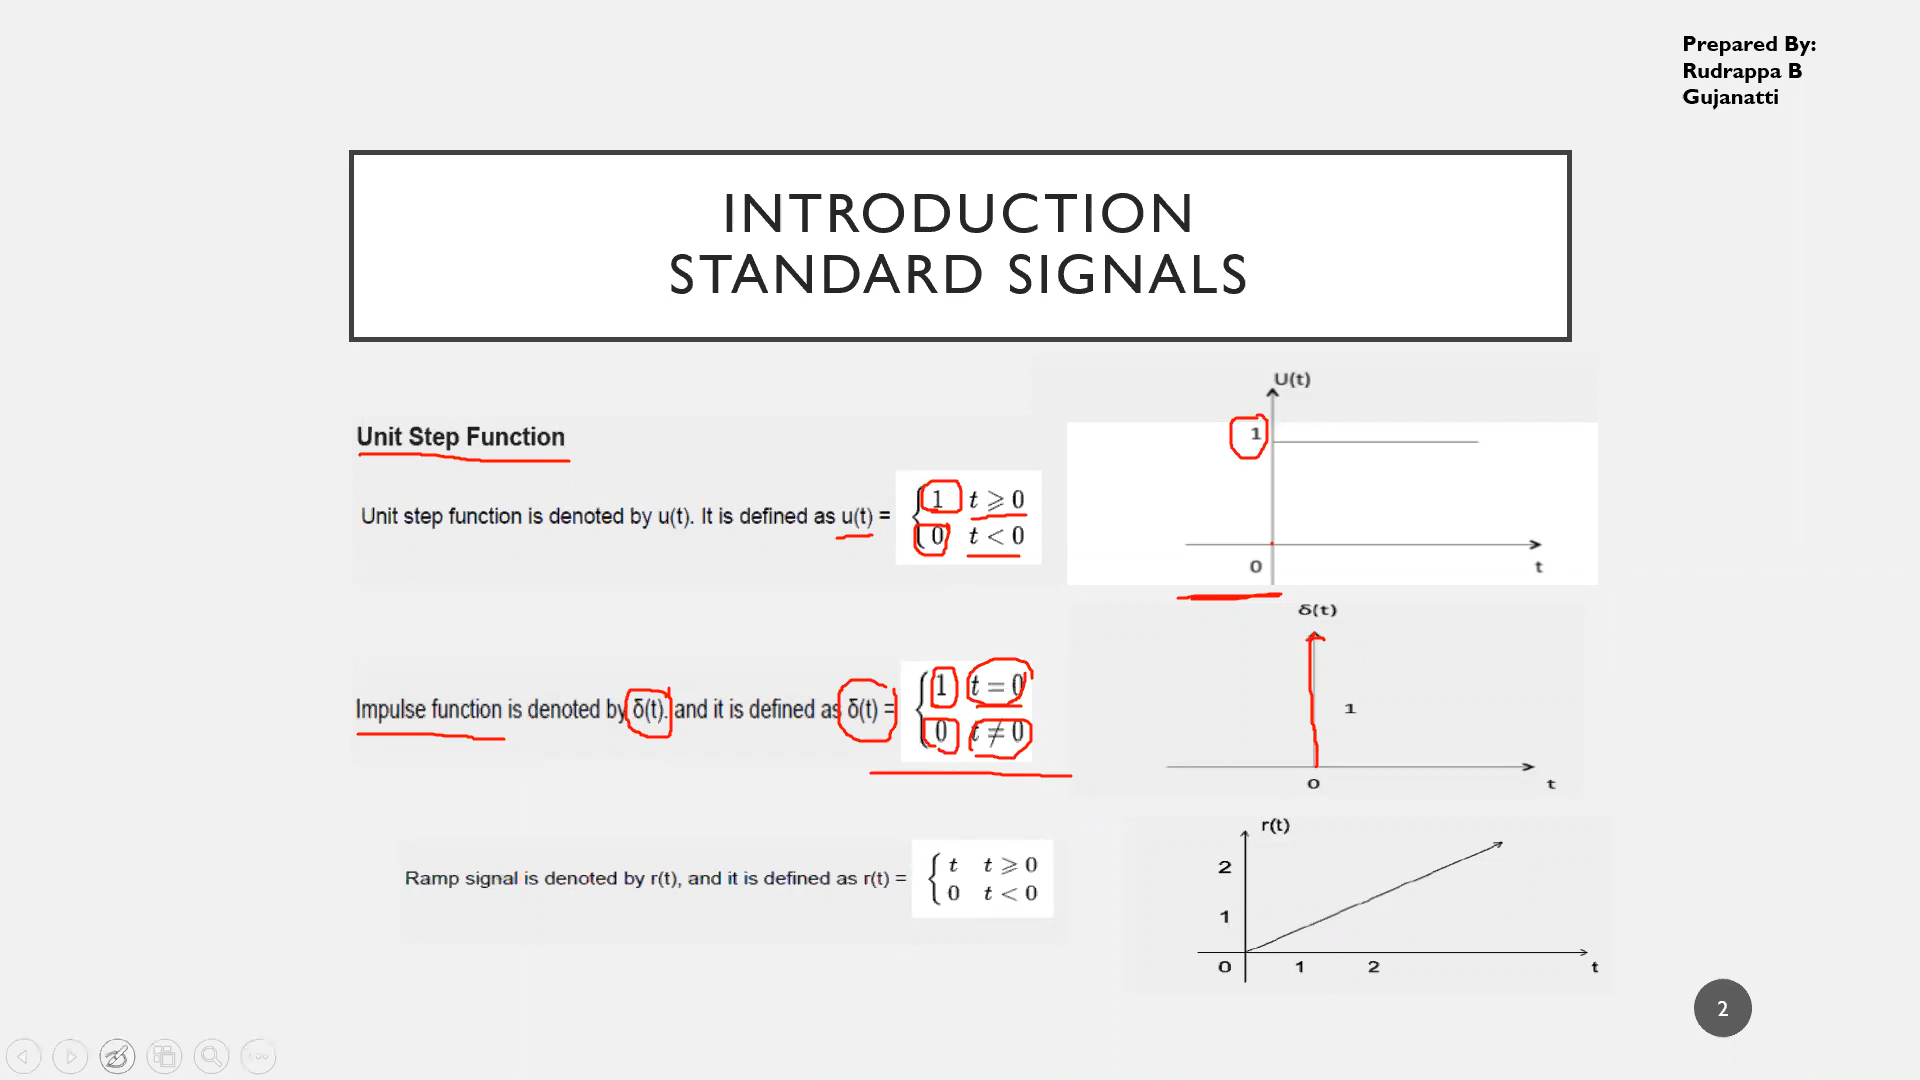 Prepared By:
Rudrappa B
Gujanatti
INTRODUCTION
STANDARD SIGNALS
Unit Step Function
Unit step function is denoted by u(t). It is defined as u(t) = { 1 t ⩾ 0
0 t < 0
U(t)
1
0
t
Impulse function is denoted by δ(t). and it is defined as δ(t) = { 1 t = 0
0 t ≠ 0
δ(t)
1
0
t
Ramp signal is denoted by r(t), and it is defined as r(t) = { t t ⩾ 0
0 t < 0
r(t)
2
1
0 1 2 t
2